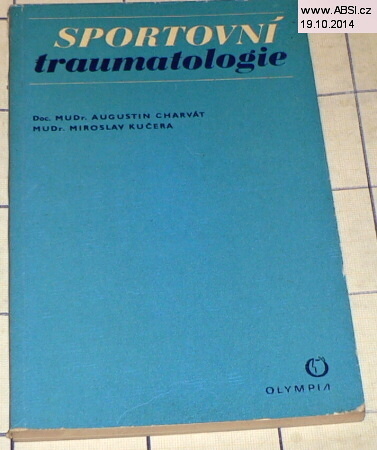 www.ABSI.cz
19.10.2014
SPORTOVNÍ
traumatologie
Doc. MUDr. AUGUSTIN CHARVÁT
MUDr. MIROSLAV KUČERA
OLYMPIA